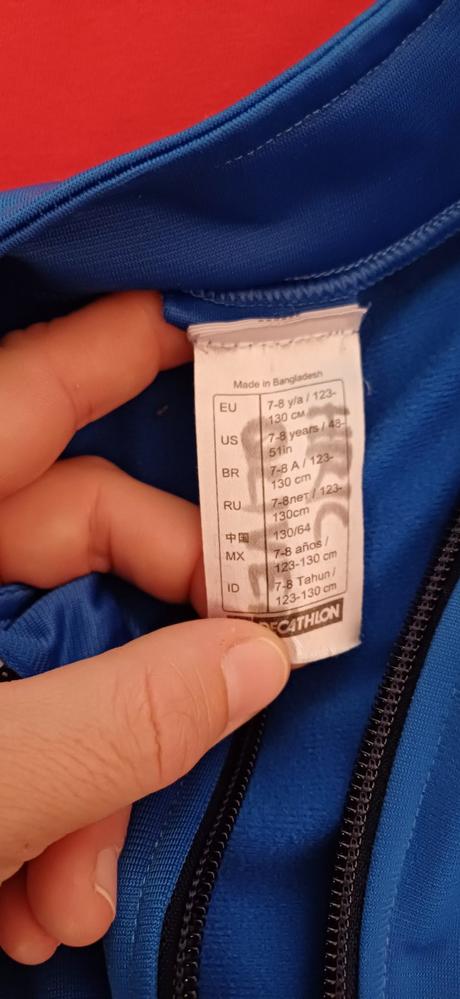 Made in Bangladesh
EU 7-8 y/a / 123-
130 см
US 7-8 years / 48-
51in
BR 7-8 A / 123-
130 cm
RU 7-8лет / 123-
130cm
中国 130/64
MX 7-8 años /
123-130 cm
ID 7-8 Tahun /
123-130 cm
DECATHLON